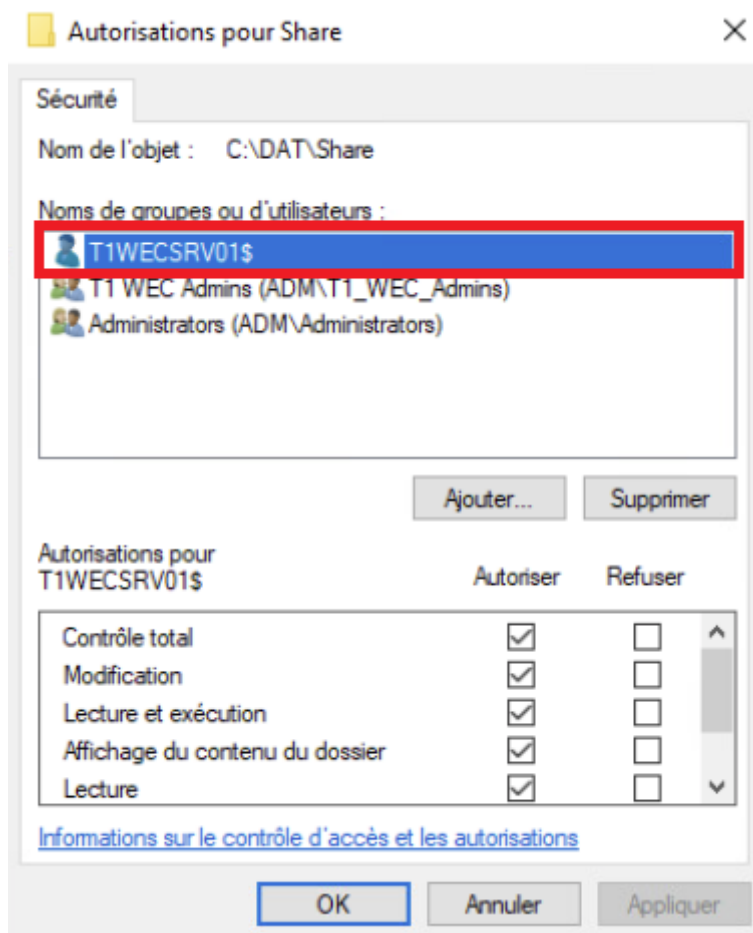 Autorisations pour Share
Sécurité
Nom de l'objet : C:\DAT\Share
Noms de groupes ou d'utilisateurs :
T1WECSRV01$
T1 WEC Admins (ADM\T1_WEC_Admins)
Administrators (ADM\Administrators)
Ajouter... Supprimer
Autorisations pour
T1WECSRV01$ Autoriser Refuser
Contrôle total
Modification
Lecture et exécution
Affichage du contenu du dossier
Lecture
Informations sur le contrôle d'accès et les autorisations
OK Annuler Appliquer